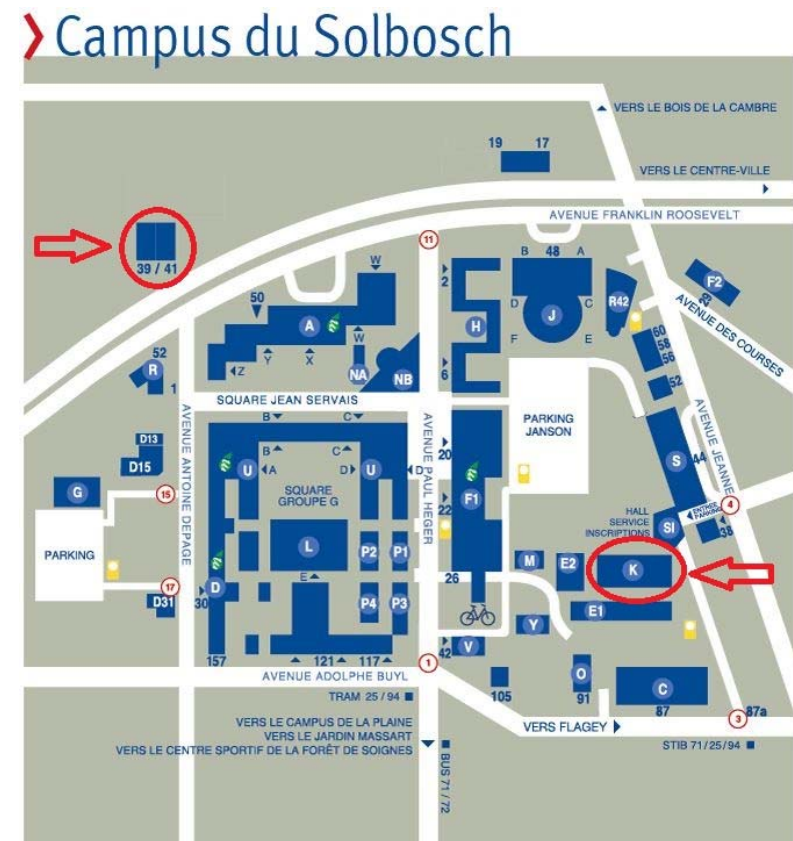 Campus du Solbosch
VERS LE BOIS DE LA CAMBRE
19 17
VERS LE CENTRE-VILLE
AVENUE FRANKLIN ROOSEVELT
11
39 / 41
W
B 48 A
2
F2
29
50
A
H
D
J
C
R42
AVENUE DES COURSES
W
F
E
60
58
56
52
R
1
Z
Y
X
NA
NB
6
52
SQUARE JEAN SERVAIS
PARKING
JANSON
AVENUE JEANNE
B
C
AVENUE ANTOINE DEPAGE
AVENUE PAUL HEGER
D13
D15
B
C
20
S
44
U
A
D
U
D
G
SQUARE
GROUPE G
F1
15
22
HALL
SERVICE
INSCRIPTIONS
ENTRÉE
PARKING
4
SI
38
PARKING
L
P2
P1
M
E2
K
17
E
26
D
D31
30
P4
P3
E1
Y
42
V
157
121
117
1
AVENUE ADOLPHE BUYL
O
C
105
91
87
87a
3
TRAM 25 / 94
VERS LE CAMPUS DE LA PLAINE
VERS LE JARDIN MASSART
VERS LE CENTRE SPORTIF DE LA FORÊT DE SOIGNES
VERS FLAGEY
STIB 71/25/94
BUS 71 / 72